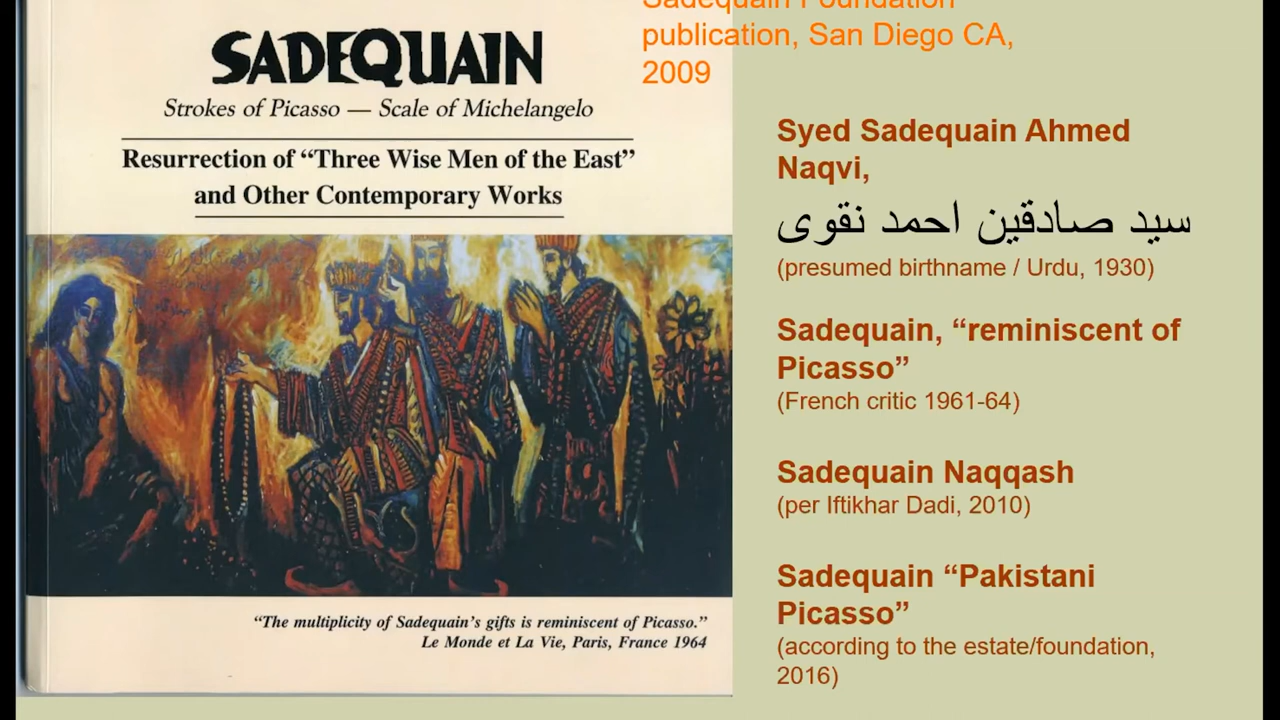 SADEQUAIN
Strokes of Picasso — Scale of Michelangelo
Resurrection of “Three Wise Men of the East”
and Other Contemporary Works
“The multiplicity of Sadequain’s gifts is reminiscent of Picasso.”
Le Monde et La Vie, Paris, France 1964
Sadequain Foundation
publication, San Diego CA,
2009
Syed Sadequain Ahmed
Naqvi,
سید صادقین احمد نقوی
(presumed birthname / Urdu, 1930)
Sadequain, “reminiscent of
Picasso”
(French critic 1961-64)
Sadequain Naqqash
(per Iftikhar Dadi, 2010)
Sadequain “Pakistani
Picasso”
(according to the estate/foundation,
2016)